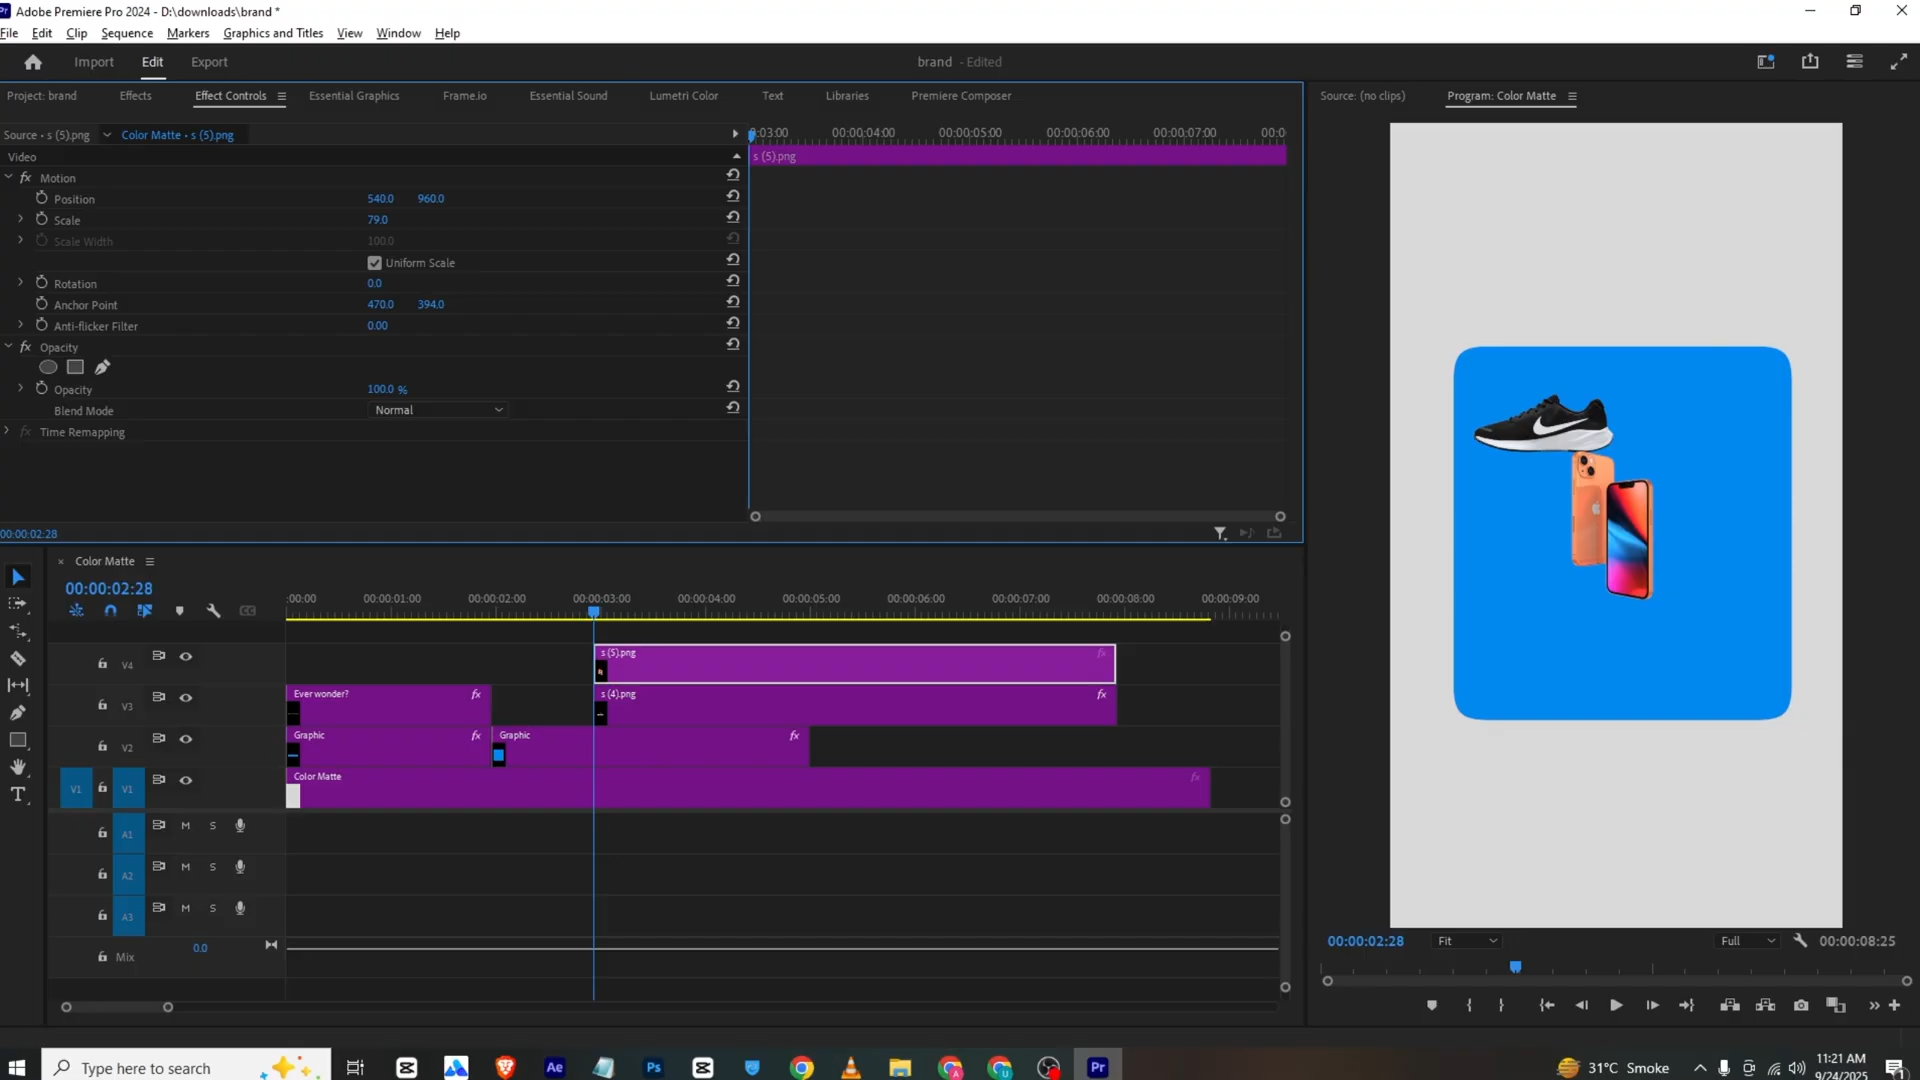 Adobe Premiere Pro 2024 - D:\downloads\brand *
File Edit Clip Sequence Markers Graphics and Titles View Window Help
Import Edit Export
brand - Edited
Project: brand Effects Effect Controls Essential Graphics Frame.io Essential Sound Lumetri Color Text Libraries Premiere Composer
Source: (no clips) Program: Color Matte
Source • s (5).png Color Matte • s (5).png
0:03:00 00:00:04:00 00:00:05:00 00:00:06:00 00:00:07:00 00:0
Video
s (5).png
fx Motion
Position 540.0 960.0
Scale 79.0
Scale Width 100.0
Uniform Scale
Rotation 0.0
Anchor Point 470.0 394.0
Anti-flicker Filter 0.00
fx Opacity
Opacity 100.0 %
Blend Mode Normal
fx Time Remapping
00:00:02:28
Color Matte
00:00:02:28
:00:00 00:00:01:00 00:00:02:00 00:00:03:00 00:00:04:00 00:00:05:00 00:00:06:00 00:00:07:00 00:00:08:00 00:00:09:00
V4 s (5).png fx
V3 Ever wonder? fx s (4).png fx
V2 Graphic fx Graphic fx
V1 V1 Color Matte fx
A1 M S
A2 M S
A3 M S
Mix 0.0
00:00:02:28 Fit Full 00:00:08:25
Type here to search
Ae Ps Pr
31°C Smoke
11:21 AM
9/24/2025